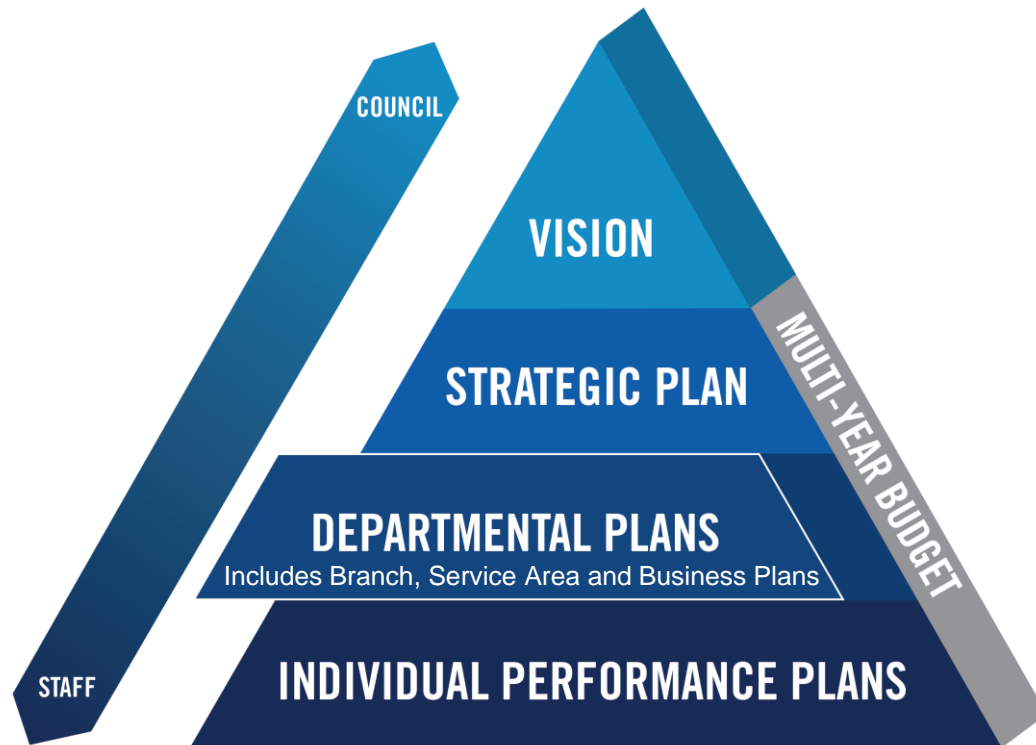 COUNCIL
VISION
STRATEGIC PLAN
MULTI-YEAR BUDGET
DEPARTMENTAL PLANS
Includes Branch, Service Area and Business Plans
STAFF
INDIVIDUAL PERFORMANCE PLANS